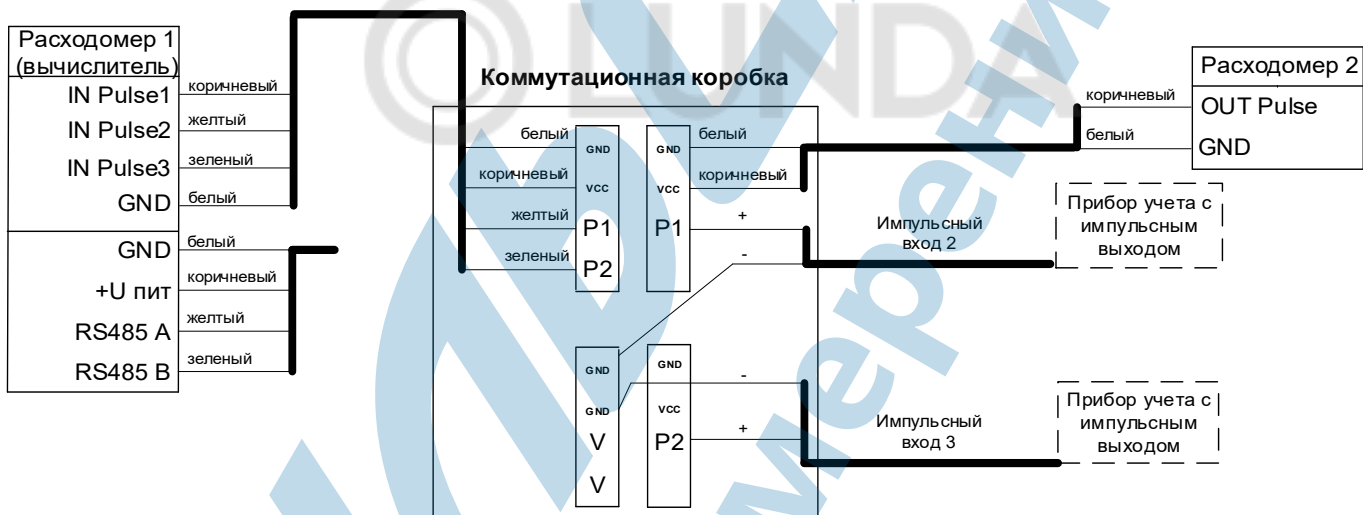 LUNDA
Расходомер 1
(вычислитель)
IN Pulse1
коричневый
IN Pulse2
желтый
IN Pulse3
зеленый
GND
белый
GND
белый
+U пит
коричневый
RS485 A
желтый
RS485 B
зеленый
Коммутационная коробка
белый
GND
коричневый
VCC
желтый
P1
зеленый
P2
GND
белый
VCC
коричневый
P1
+
-
Импульсный
вход 2
GND
GND
V
V
GND
VCC
P2
-
+
Импульсный
вход 3
Расходомер 2
коричневый
OUT Pulse
белый
GND
Прибор учета с
импульсным
выходом
Прибор учета с
импульсным
выходом